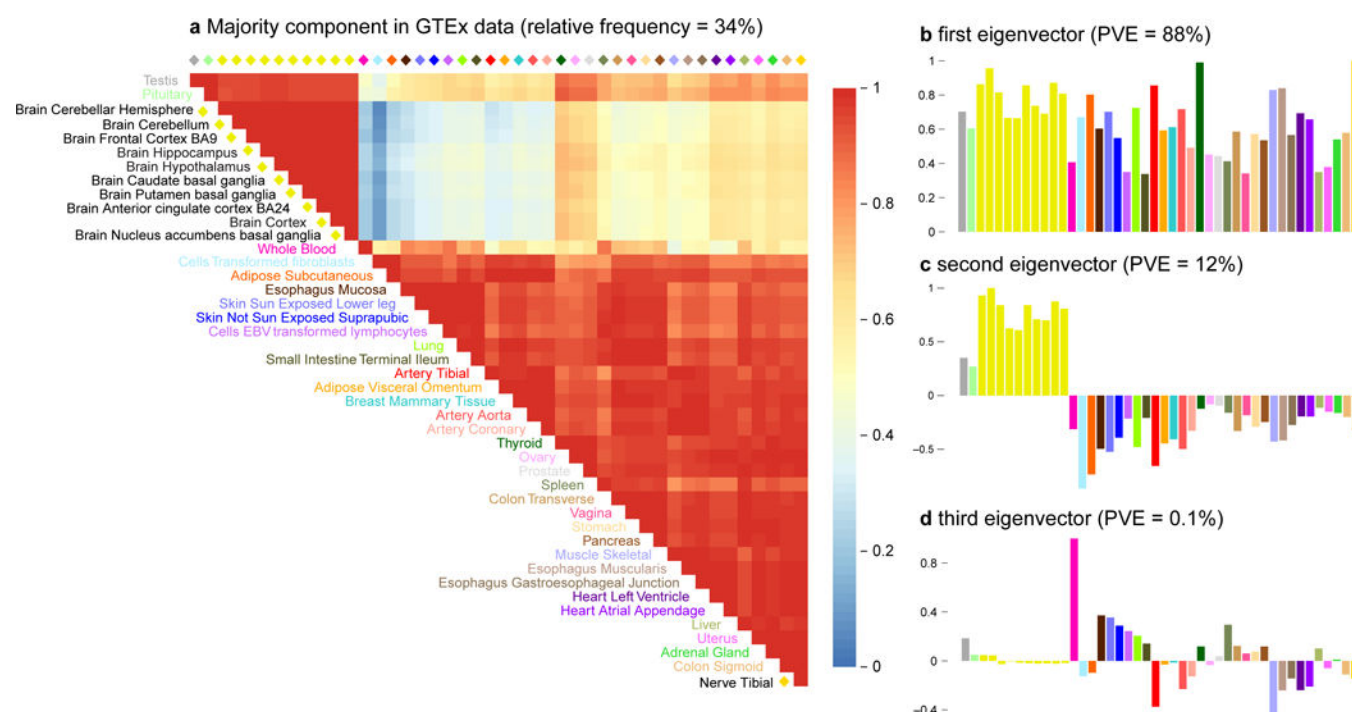 a Majority component in GTEx data (relative frequency = 34%)
Testis
Pituitary
Brain Cerebellar Hemisphere
Brain Cerebellum
Brain Frontal Cortex BA9
Brain Hippocampus
Brain Hypothalamus
Brain Caudate basal ganglia
Brain Putamen basal ganglia
Brain Anterior cingulate cortex BA24
Brain Cortex
Brain Nucleus accumbens basal ganglia
Whole Blood
Cells Transformed fibroblasts
Adipose Subcutaneous
Esophagus Mucosa
Skin Sun Exposed Lower leg
Skin Not Sun Exposed Suprapubic
Cells EBV transformed lymphocytes
Lung
Small Intestine Terminal Ileum
Artery Tibial
Adipose Visceral Omentum
Breast Mammary Tissue
Artery Aorta
Artery Coronary
Thyroid
Ovary
Prostate
Spleen
Colon Transverse
Vagina
Stomach
Pancreas
Muscle Skeletal
Esophagus Muscularis
Esophagus Gastroesophageal Junction
Heart Left Ventricle
Heart Atrial Appendage
Liver
Uterus
Adrenal Gland
Colon Sigmoid
Nerve Tibial
1
0.8
0.6
0.4
0.2
0
b first eigenvector (PVE = 88%)
1
0.8
0.6
0.4
0.2
0
c second eigenvector (PVE = 12%)
1
0.5
0
–0.5
d third eigenvector (PVE = 0.1%)
0.8
0.4
0
–0.4